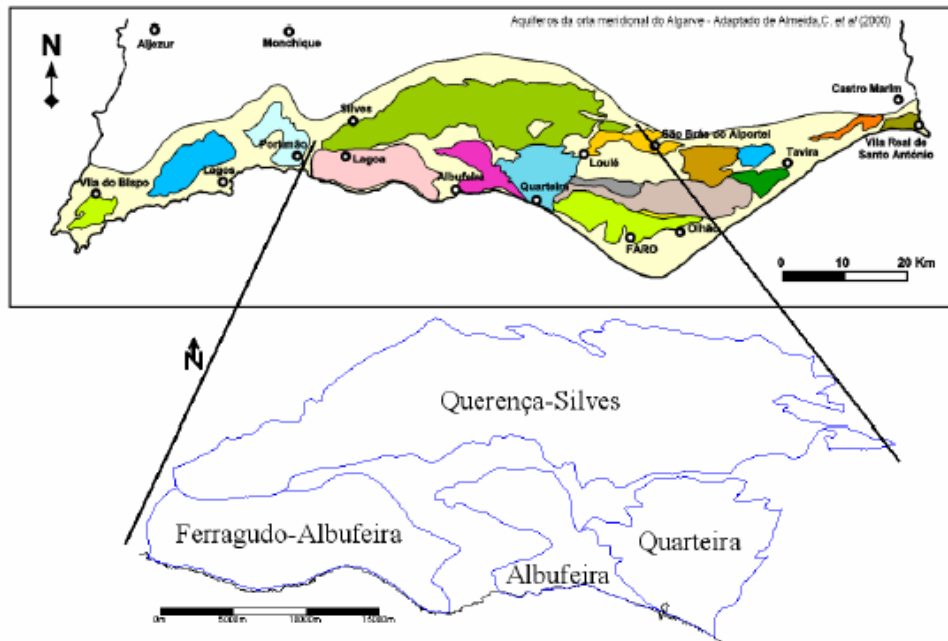 Aquíferos da orla meridional do Algarve - Adaptado de Almeida,C. et al (2000)
N
Aljezur
Monchique
Castro Marim
Silves
São Brás de Alportel
Vila Real de
Santo António
Portimão
Lagoa
Loulé
Tavira
Lagos
Vila do Bispo
Albufeira
Quarteira
Olhão
FARO
0 10 20 Km
N
Querença-Silves
Ferragudo-Albufeira
Quarteira
Albufeira
0m 5000m 10000m 15000m